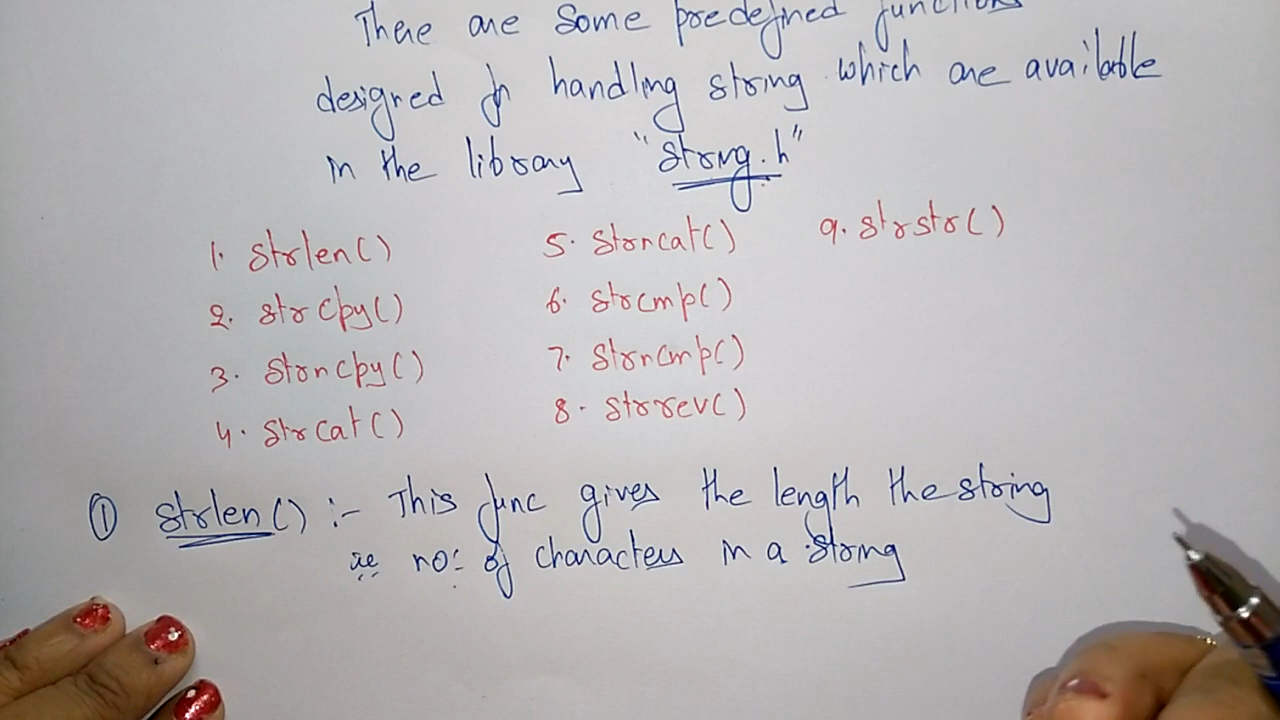 There are some predefined functions
designed for handling string which are available
in the library "string.h"
1. strlen()
2. strcpy()
3. strncpy()
4. strcat()
5. strncat()
6. strcmp()
7. strncmp()
8. strrev()
9. strstr()
① strlen() :- This func gives the length the string
ie no: of characters in a string